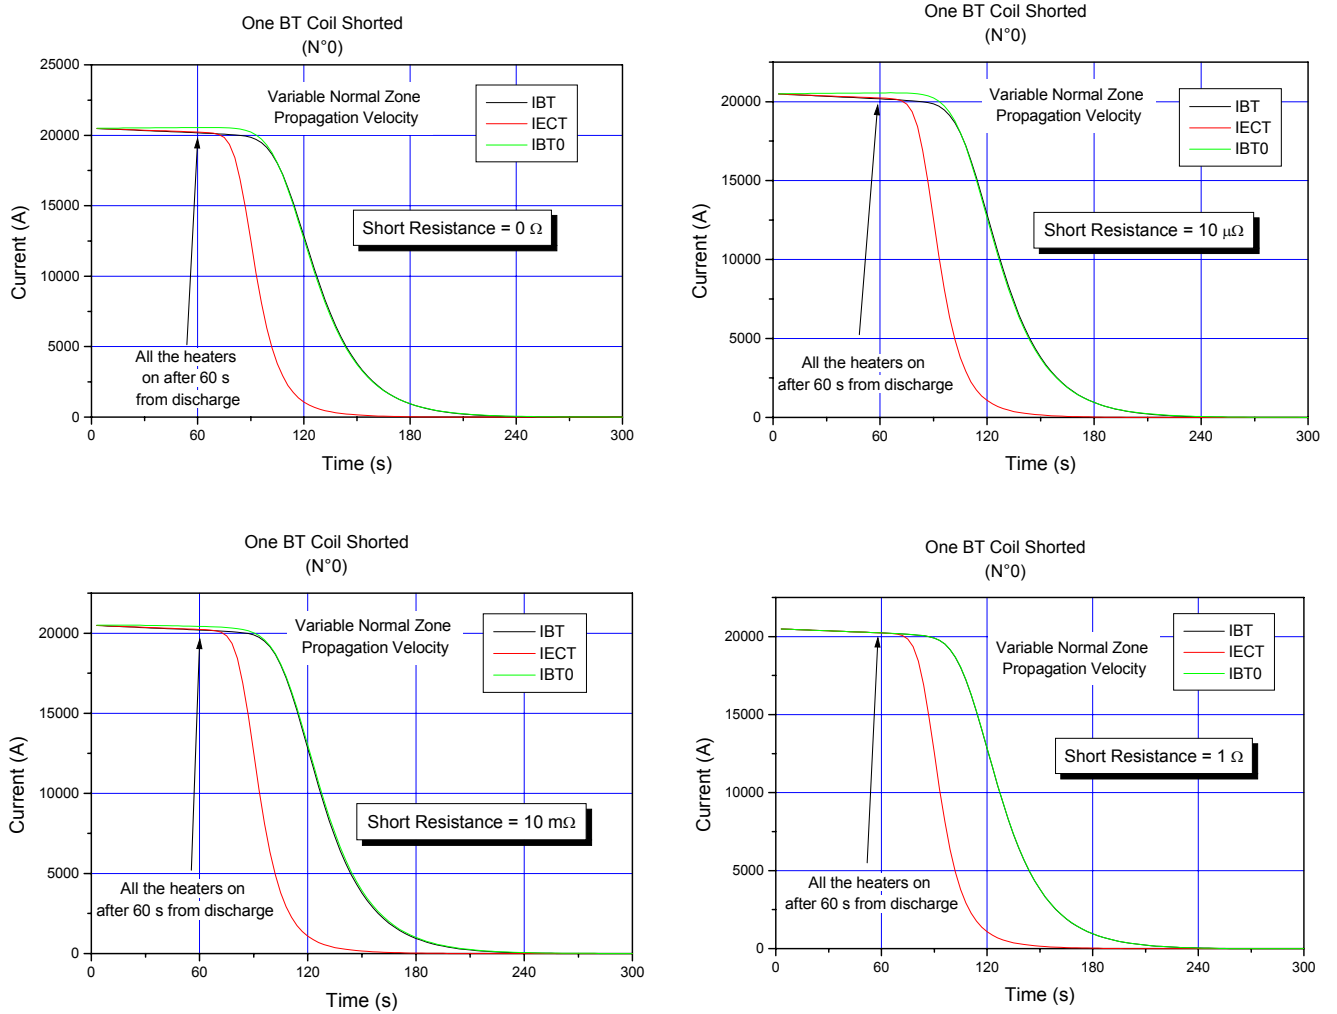 One BT Coil Shorted
(N°0)
25000
20000
15000
10000
5000
0
Current (A)
Variable Normal Zone
Propagation Velocity
IBT
IECT
IBT0
Short Resistance = 0 Ω
All the heaters
on after 60 s
from discharge
0
60
120
180
240
300
Time (s)
One BT Coil Shorted
(N°0)
20000
15000
10000
5000
0
Current (A)
Variable Normal Zone
Propagation Velocity
IBT
IECT
IBT0
Short Resistance = 10 μΩ
All the heaters on
after 60 s from discharge
0
60
120
180
240
300
Time (s)
One BT Coil Shorted
(N°0)
20000
15000
10000
5000
0
Current (A)
Variable Normal Zone
Propagation Velocity
IBT
IECT
IBT0
Short Resistance = 10 mΩ
All the heaters on
after 60 s from discharge
0
60
120
180
240
300
Time (s)
One BT Coil Shorted
(N°0)
20000
15000
10000
5000
0
Current (A)
Variable Normal Zone
Propagation Velocity
IBT
IECT
IBT0
Short Resistance = 1 Ω
All the heaters on
after 60 s from discharge
0
60
120
180
240
300
Time (s)